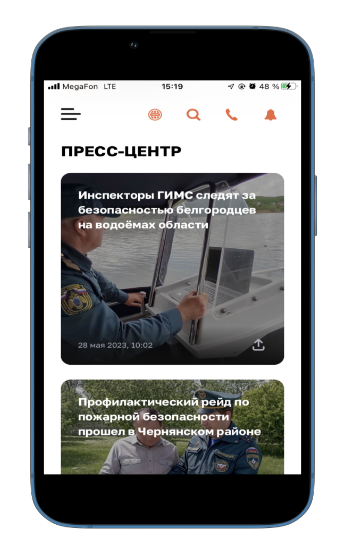 MegaFon LTE 15:19 48 %
ПРЕСС-ЦЕНТР
Инспекторы ГИМС следят за
безопасностью белгородцев
на водоёмах области
28 мая 2023, 10:02
Профилактический рейд по
пожарной безопасности
прошел в Чернянском районе